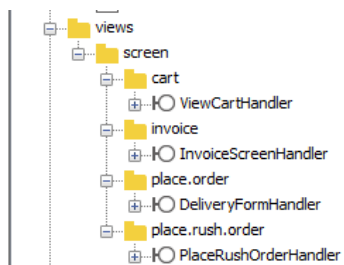 views
screen
cart
ViewCartHandler
invoice
InvoiceScreenHandler
place.order
DeliveryFormHandler
place.rush.order
PlaceRushOrderHandler